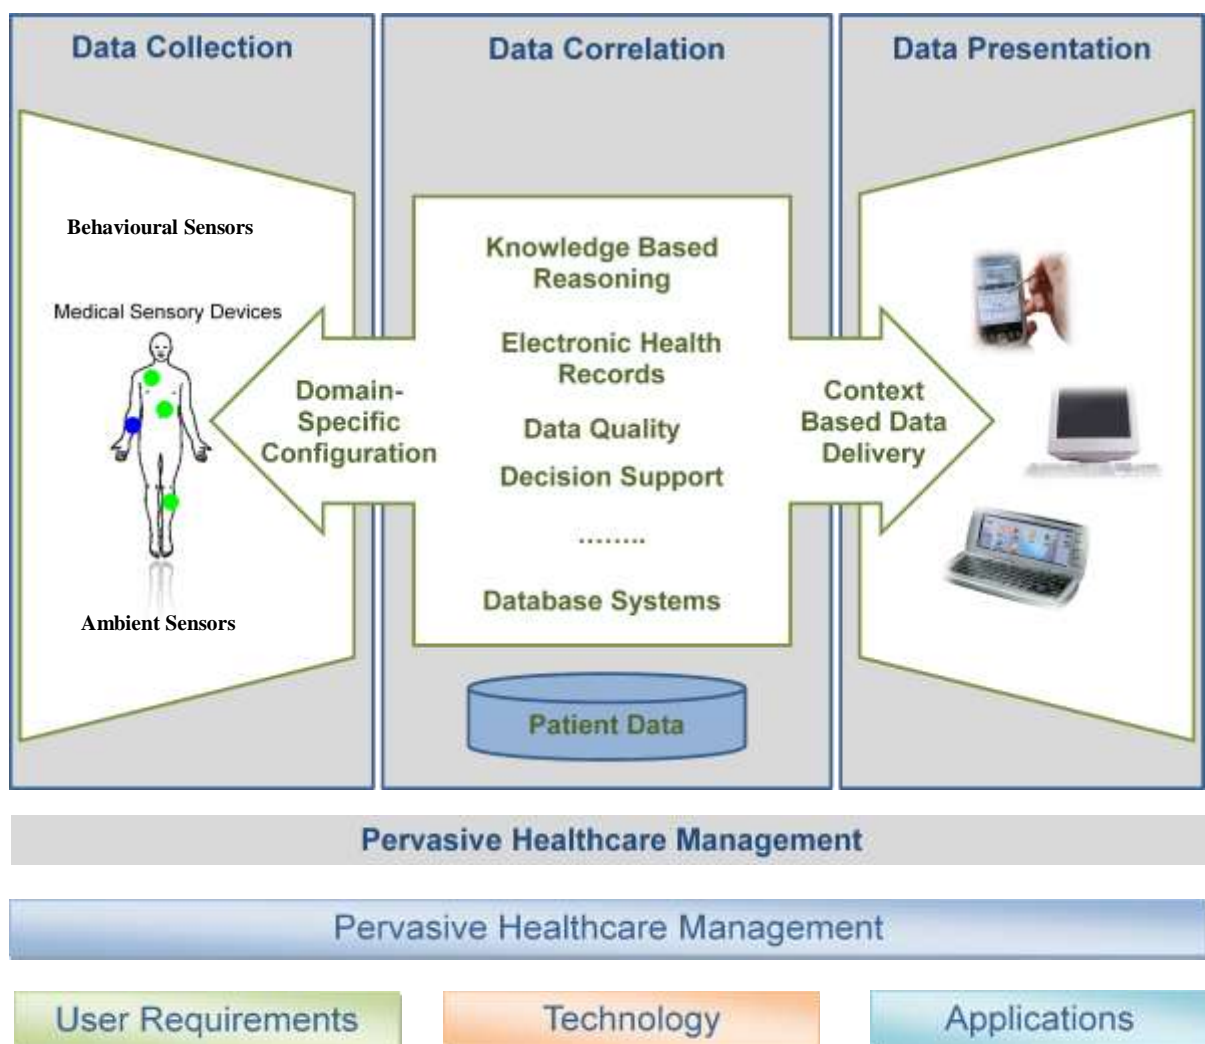 Data Collection
Data Correlation
Data Presentation
Behavioural Sensors
Medical Sensory Devices
Ambient Sensors
Domain-
Specific
Configuration
Knowledge Based
Reasoning
Electronic Health
Records
Data Quality
Decision Support
........
Database Systems
Patient Data
Context
Based Data
Delivery
Pervasive Healthcare Management
Pervasive Healthcare Management
User Requirements
Technology
Applications